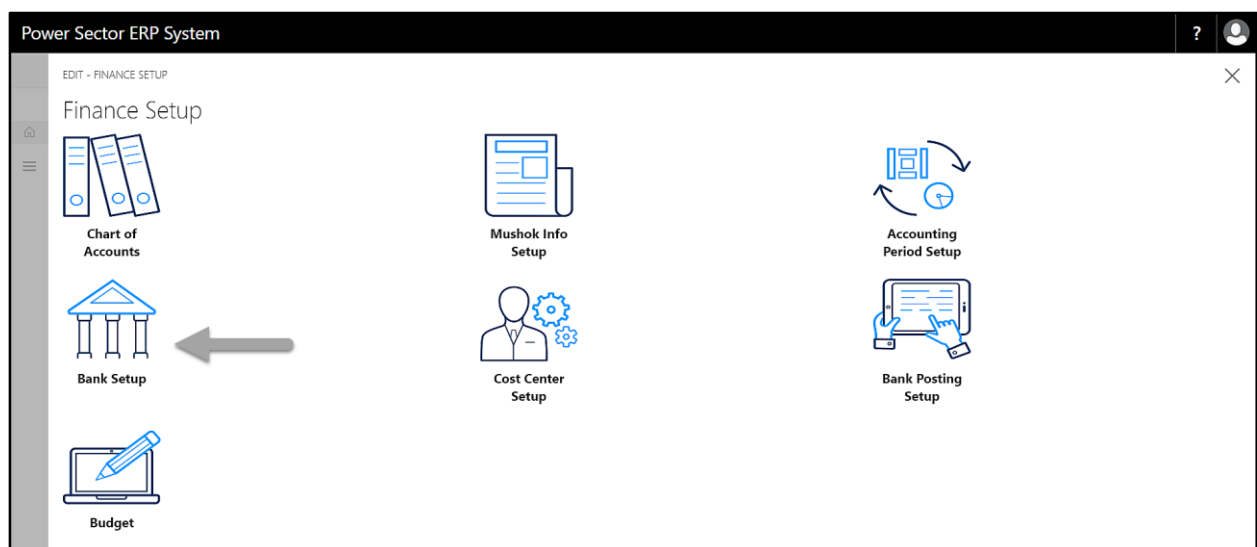 Power Sector ERP System
?
EDIT - FINANCE SETUP
Finance Setup
Chart of
Accounts
Mushok Info
Setup
Accounting
Period Setup
Bank Setup
Cost Center
Setup
Bank Posting
Setup
Budget